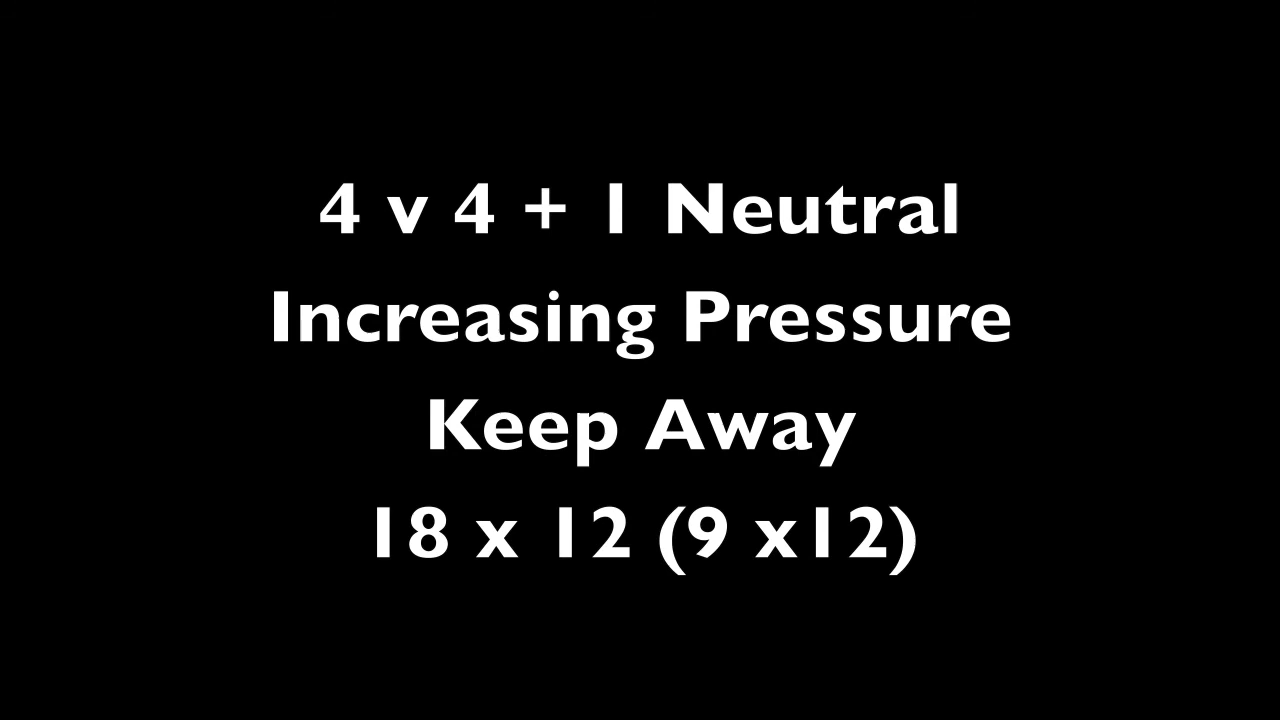 4 v 4 + 1 Neutral
Increasing Pressure
Keep Away
18 x 12 (9 x12)